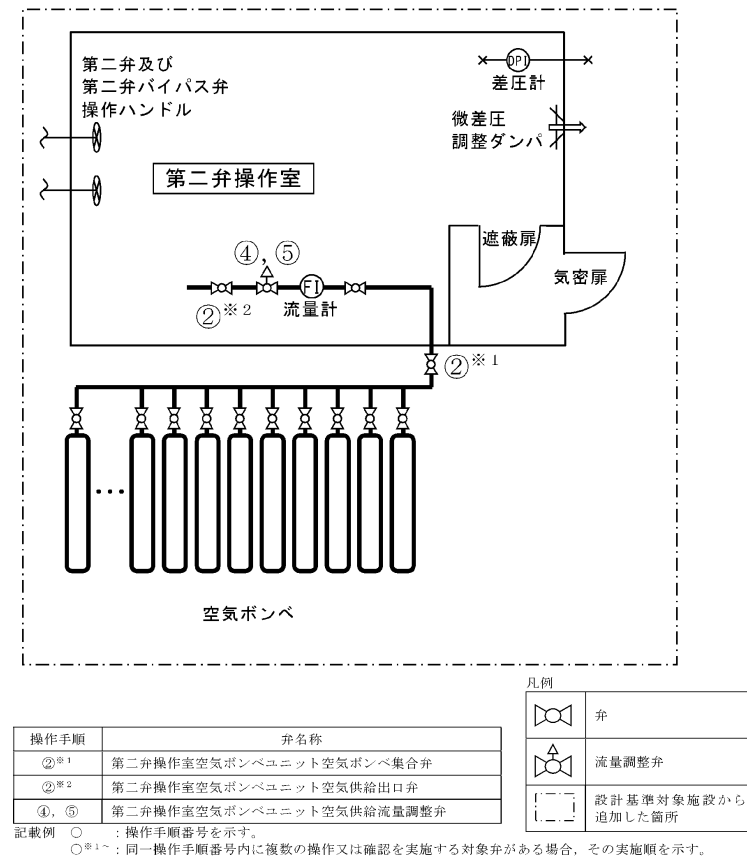 第二弁及び
第二弁バイパス弁
操作ハンドル
DPI
差圧計
微差圧
調整ダンパ
第二弁操作室
遮蔽扉
気密扉
④,⑤
FI
②※2
流量計
②※1
…
空気ボンベ
凡例
弁
流量調整弁
設計基準対象施設から
追加した箇所
操作手順 弁名称
②※1 第二弁操作室空気ボンベユニット空気ボンベ集合弁
②※2 第二弁操作室空気ボンベユニット空気供給出口弁
④,⑤ 第二弁操作室空気ボンベユニット空気供給流量調整弁
記載例 ○ :操作手順番号を示す。
○※1~:同一操作手順番号内に複数の操作又は確認を実施する対象弁がある場合,その実施順を示す。